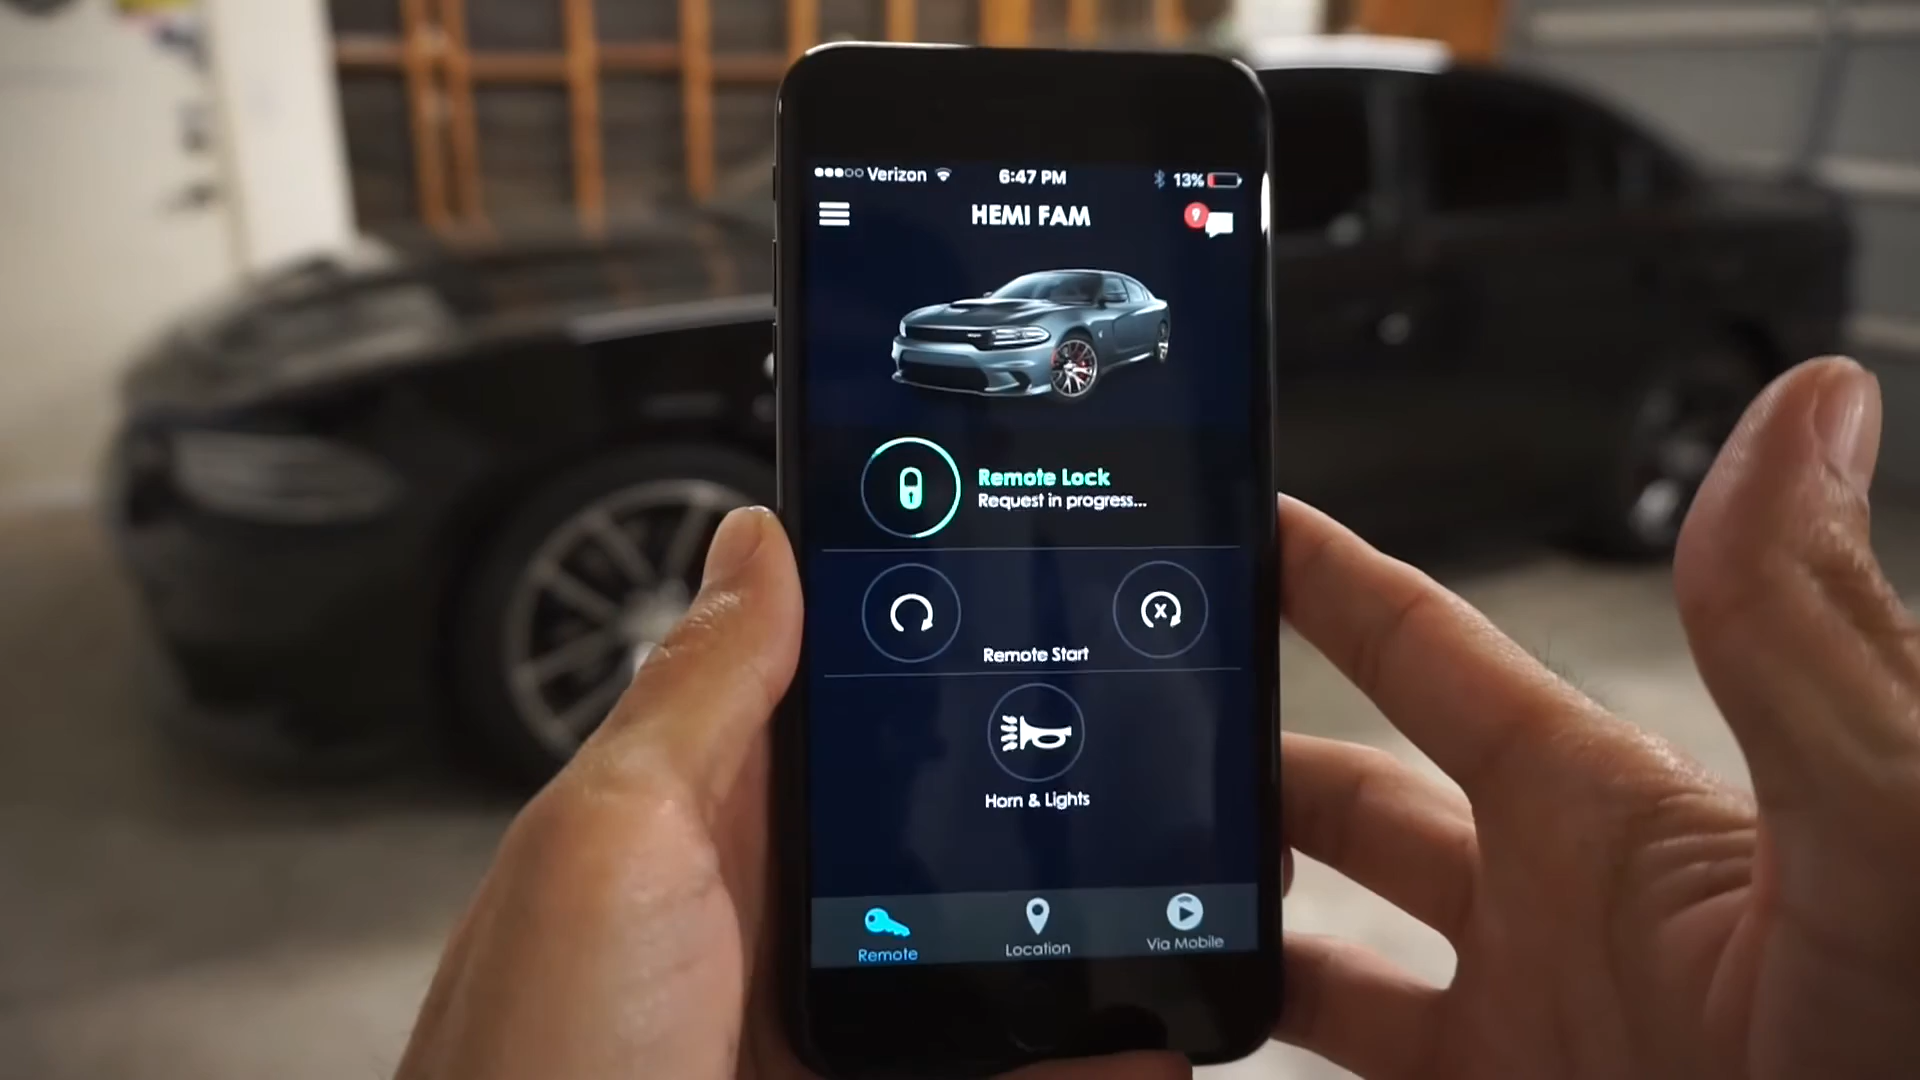 Verizon 6:47 PM 13%
HEMI FAM 9
Remote Lock
Request in progress...
X
Remote Start
Horn & Lights
Remote Location Via Mobile